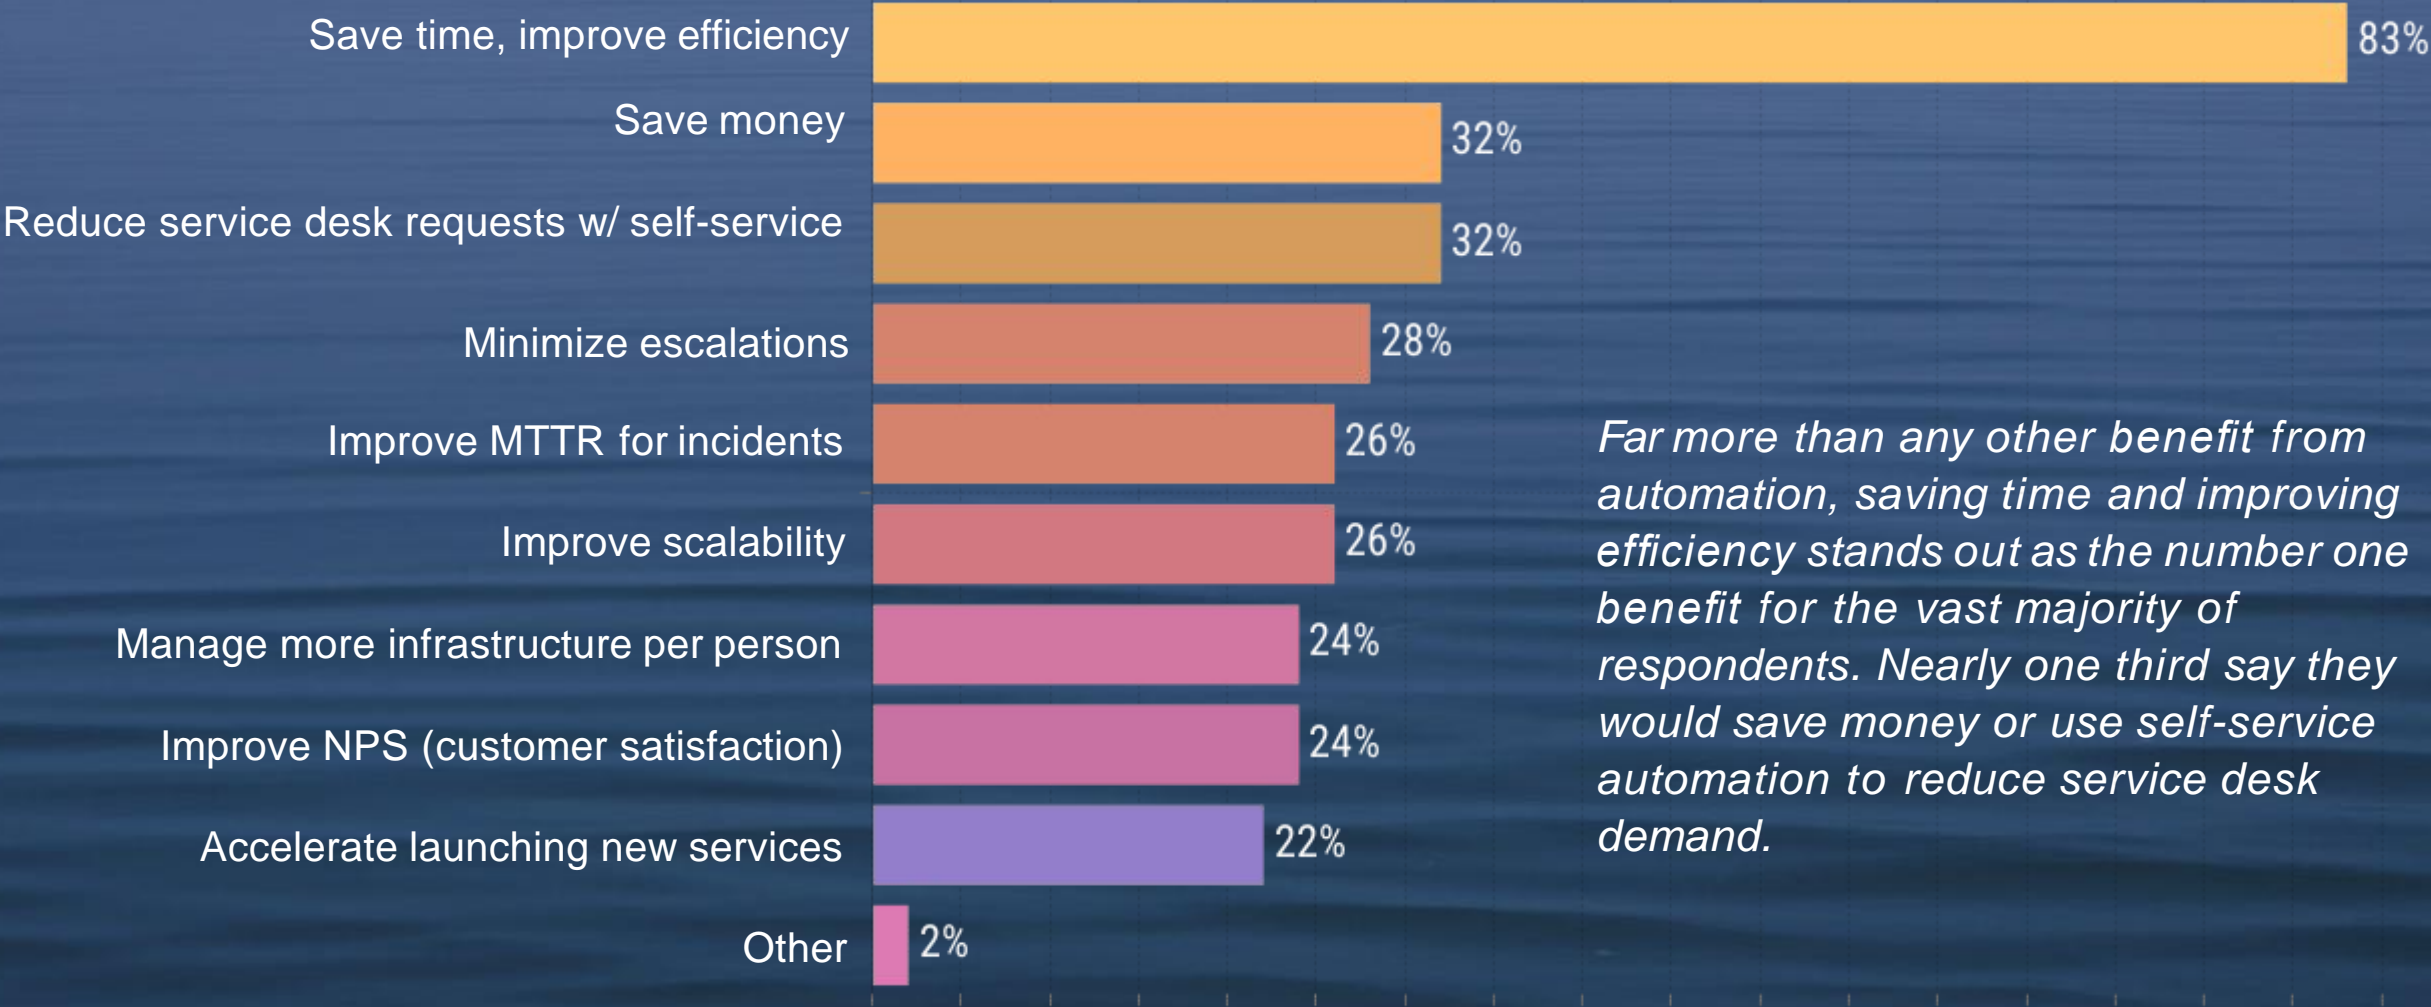 Save time, improve efficiency 83%
Save money 32%
Reduce service desk requests w/ self-service 32%
Minimize escalations 28%
Improve MTTR for incidents 26%
Improve scalability 26%
Manage more infrastructure per person 24%
Improve NPS (customer satisfaction) 24%
Accelerate launching new services 22%
Other 2%
Far more than any other benefit from
automation, saving time and improving
efficiency stands out as the number one
benefit for the vast majority of
respondents. Nearly one third say they
would save money or use self-service
automation to reduce service desk
demand.